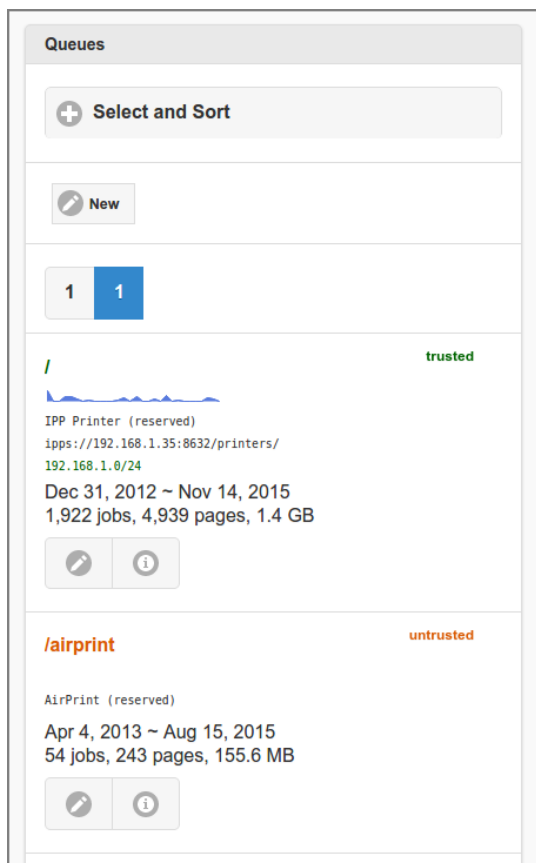 Queues
Select and Sort
New
1 1
/ trusted
IPP Printer (reserved)
ipps://192.168.1.35:8632/printers/
192.168.1.0/24
Dec 31, 2012 ~ Nov 14, 2015
1,922 jobs, 4,939 pages, 1.4 GB
/airprint untrusted
AirPrint (reserved)
Apr 4, 2013 ~ Aug 15, 2015
54 jobs, 243 pages, 155.6 MB